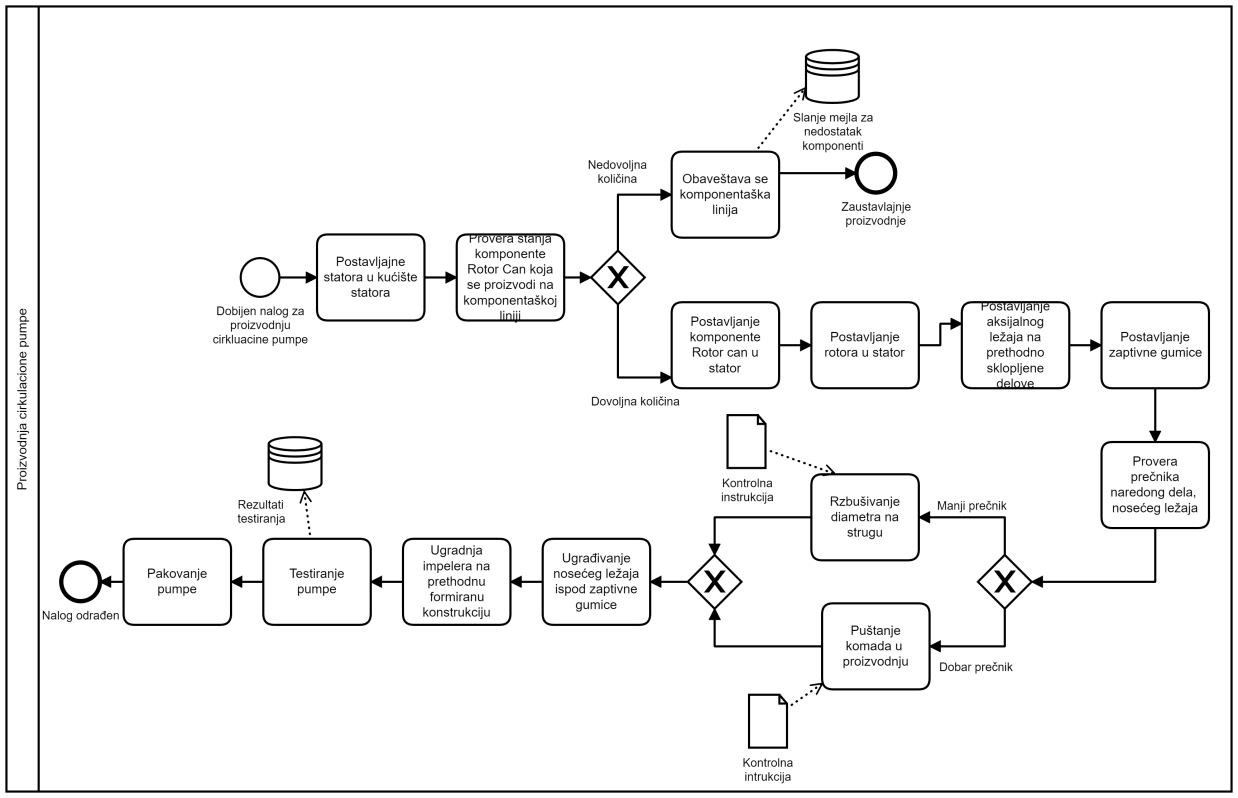 Proizvodnja cirkulacione pumpe
Slanje mejla za
nedostatak
komponenti
Nedovoljna
količina
Obaveštava se
komponentaška
linija
Zaustavlajnje
proizvodnje
Dobijen nalog za
proizvodnju
cirkluacine pumpe
Postavljajne
statora u kućište
statora
Provera stanja
komponente
Rotor Can koja
se proizvodi na
komponentaškoj
liniji
Dovoljna količina
Postavljanje
komponente
Rotor can u
stator
Postavljanje
rotora u stator
Postavljanje
aksijalnog
ležaja na
prethodno
sklopljene
delove
Postavljanje
zaptivne gumice
Provera
prečnika
naredong dela,
nosećeg ležaja
Manji prečnik
Dobar prečnik
Kontrolna
instrukcija
Rzbušivanje
diametra na
strugu
Puštanje
komada u
proizvodnju
Kontrolna
intrukcija
Ugrađivanje
nosećeg ležaja
ispod zaptivne
gumice
Ugradnja
impelera na
prethodnu
formiranu
konstrukciju
Rezultati
testiranja
Testiranje
pumpe
Pakovanje
pumpe
Nalog odrađen